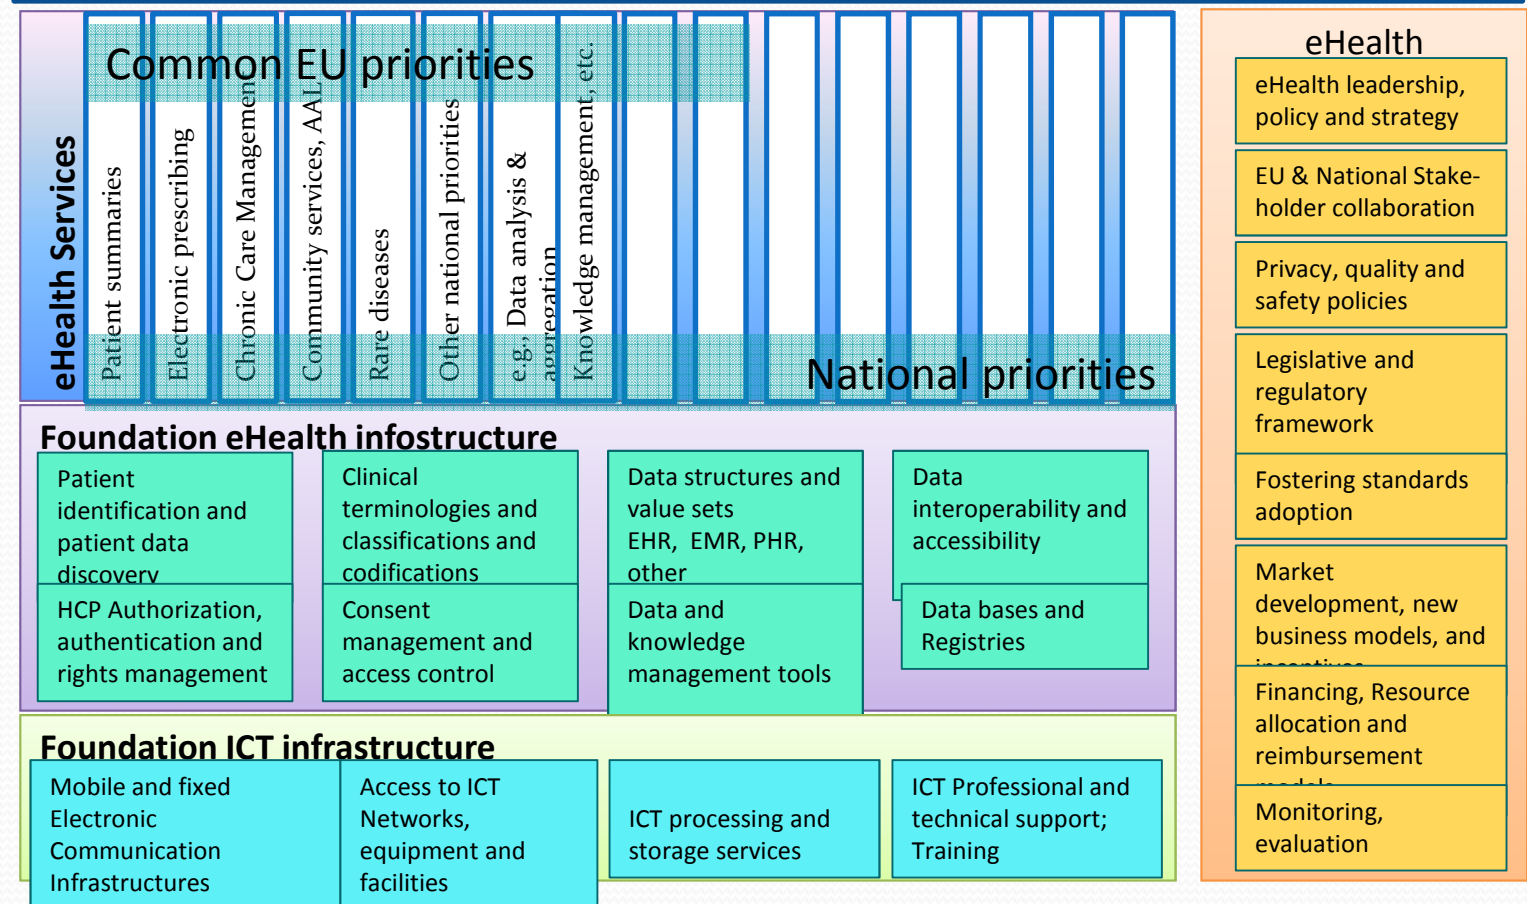 eHealth Services
Common EU priorities
Patient summaries
Electronic prescribing
Chronic Care Management
Community services, AAL
Rare diseases
Other national priorities
e.g., Data analysis &
aggregation
Knowledge management, etc.
National priorities
Foundation eHealth infostructure
Patient
identification and
patient data
discovery
Clinical
terminologies and
classifications and
codifications
Data structures and
value sets
EHR, EMR, PHR,
other
Data
interoperability and
accessibility
HCP Authorization,
authentication and
rights management
Consent
management and
access control
Data and
knowledge
management tools
Data bases and
Registries
Foundation ICT infrastructure
Mobile and fixed
Electronic
Communication
Infrastructures
Access to ICT
Networks,
equipment and
facilities
ICT processing and
storage services
ICT Professional and
technical support;
Training
eHealth
eHealth leadership,
policy and strategy
EU & National Stake-
holder collaboration
Privacy, quality and
safety policies
Legislative and
regulatory
framework
Fostering standards
adoption
Market
development, new
business models, and
incentives
Financing, Resource
allocation and
reimbursement
models
Monitoring,
evaluation